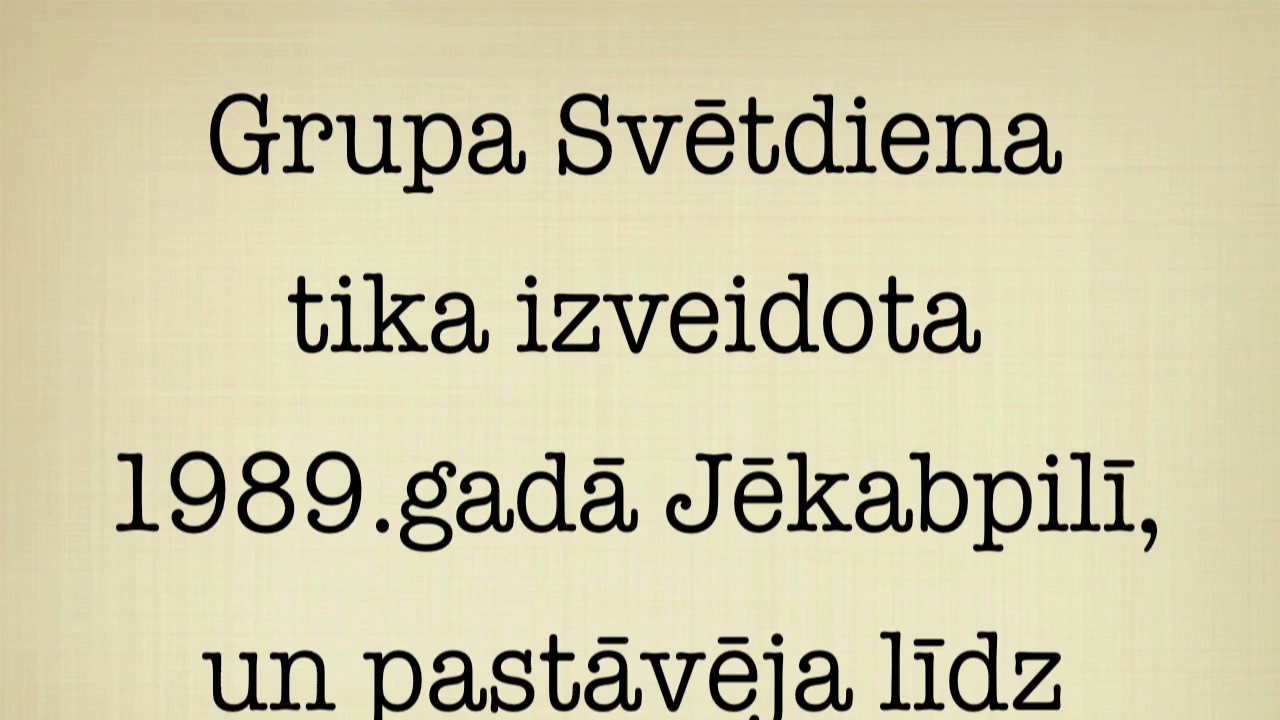 Grupa Svētdiena
tika izveidota
1989.gadā Jēkabpilī,
un pastāvēja līdz